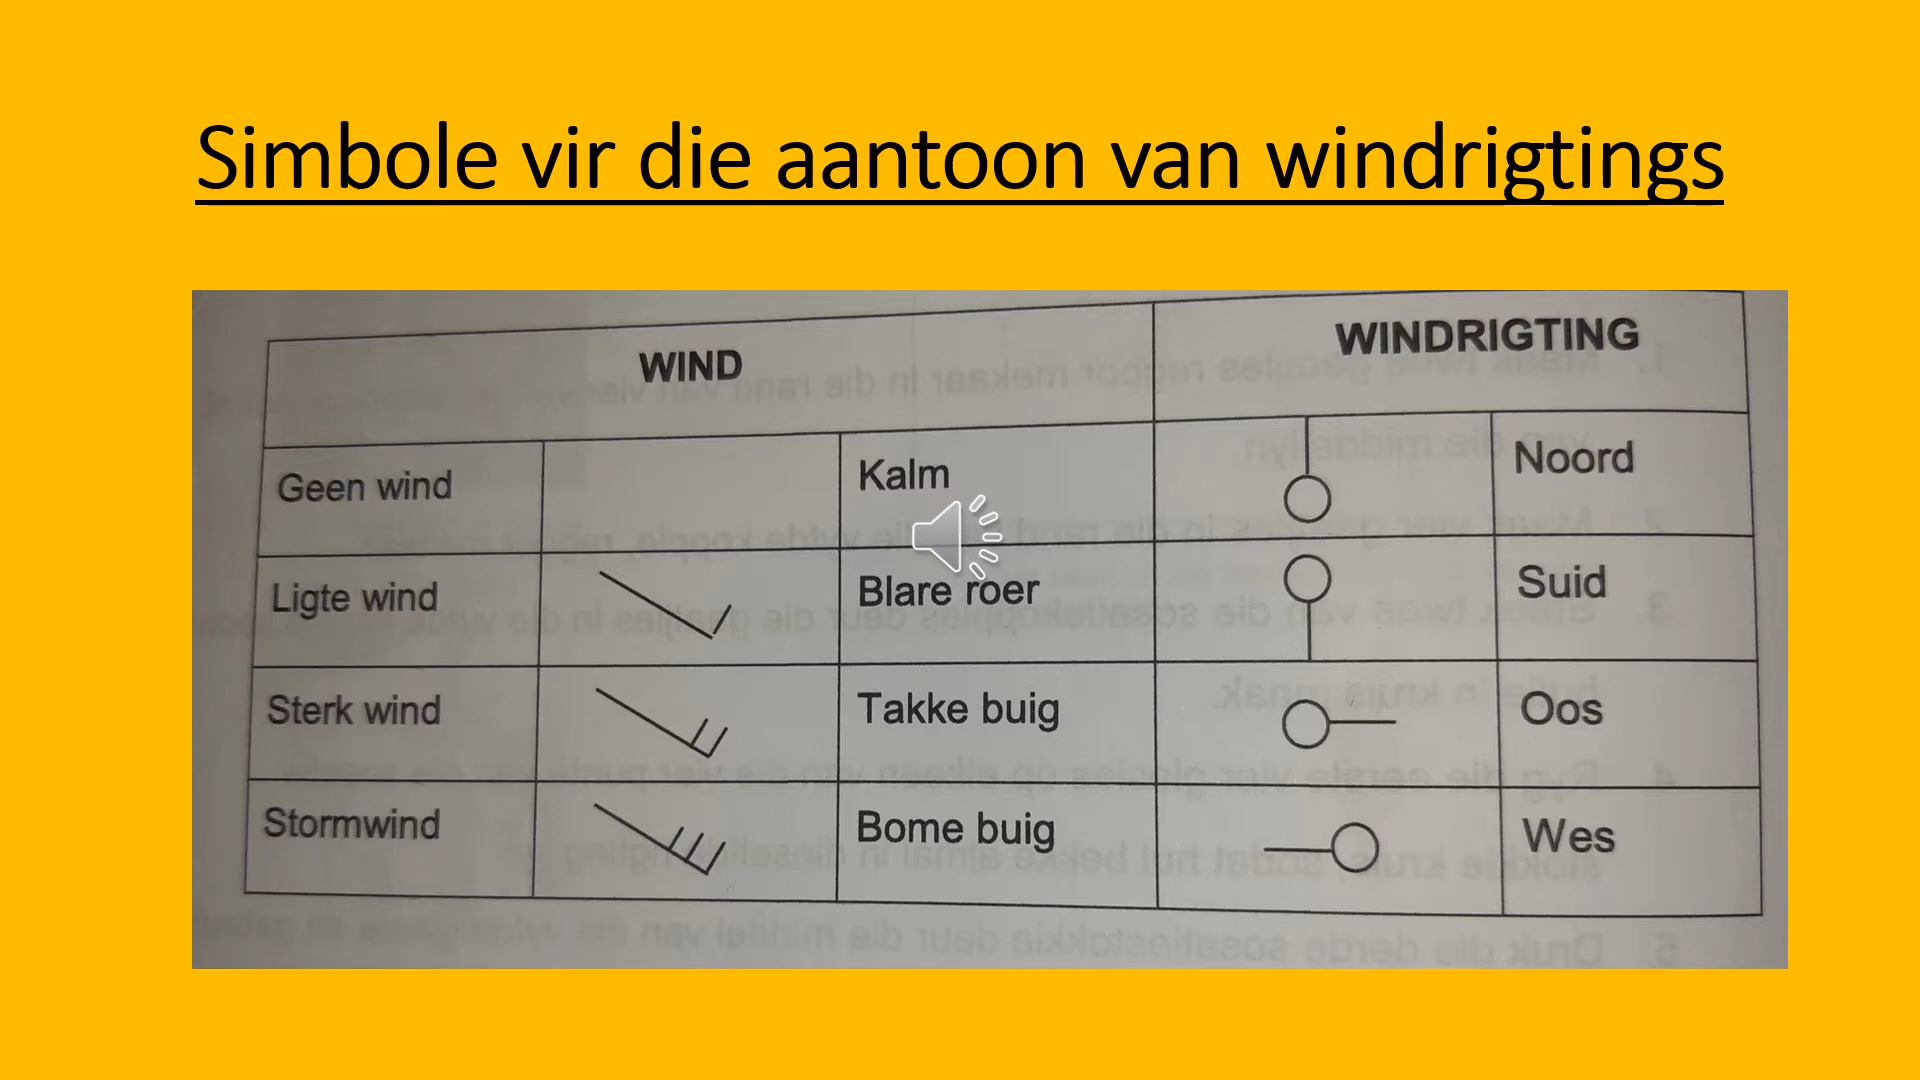 Simbole vir die aantoon van windrigtings
WIND WINDRIGTING
Geen wind Kalm Noord
Ligte wind Blare roer Suid
Sterk wind Takke buig Oos
Stormwind Bome buig Wes